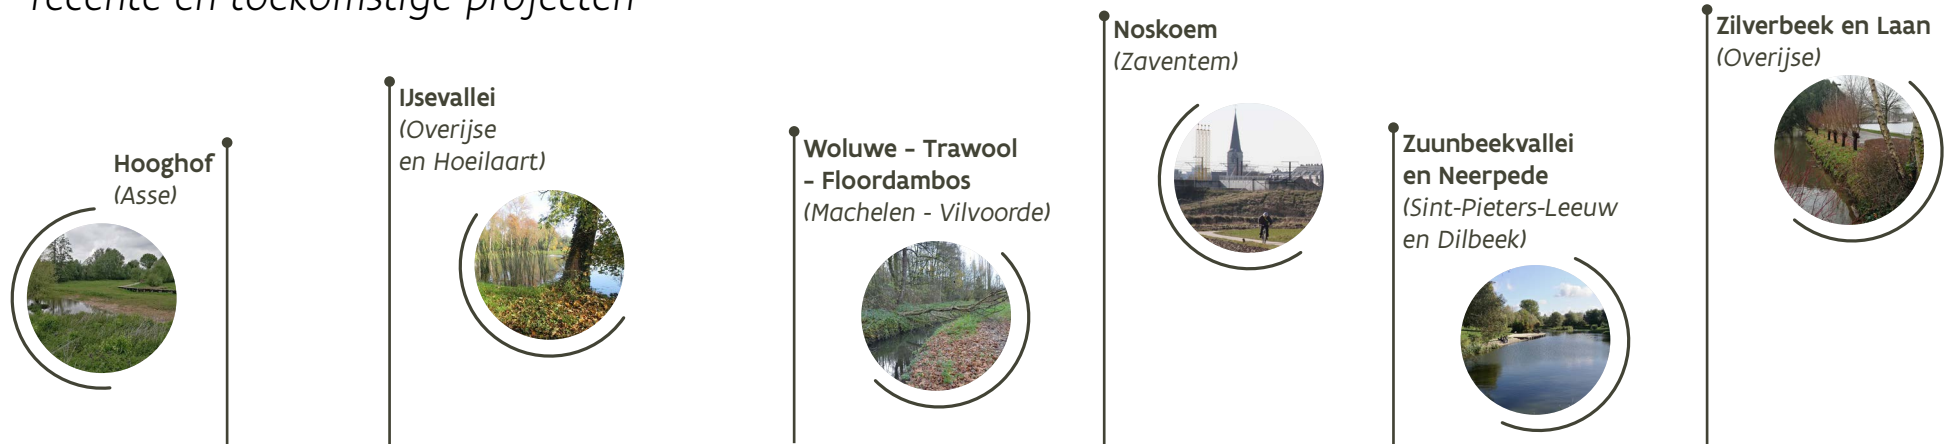 recente en toekomstige projecten
Hooghof
(Asse)
IJsevallei
(Overijse
en Hoeilaart)
Woluwe - Trawool
- Floordambos
(Machelen - Vilvoorde)
Noskoem
(Zaventem)
Zuunbeekvallei
en Neerpede
(Sint-Pieters-Leeuw
en Dilbeek)
Zilverbeek en Laan
(Overijse)